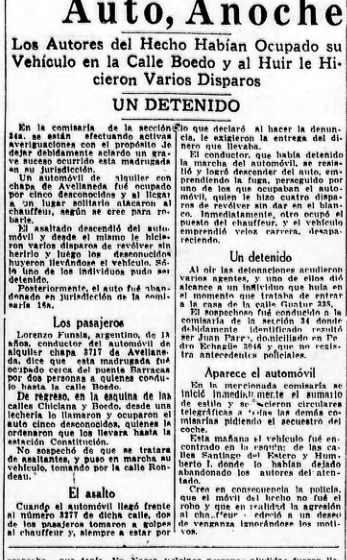 Auto, Anoche
Los Autores del Hecho Habían Ocupado su
Vehículo en la Calle Boedo y al Huir le Hi-
cieron Varios Disparos
UN DETENIDO
En la comisaría de la sección
34a. se están efectuando activas
averiguaciones con el propósito de
dejar debidamente aclarado un gra-
ve suceso ocurrido esta madrugada
en su jurisdicción.
Un automóvil de alquiler con
chapa de Avellaneda fué ocupado
por cinco desconocidos y al llegar
a un lugar solitario atacaron al
chauffeur, según se cree para ro-
barle.
El asaltado descendió del auto-
móvil y desde el mismo le hicie-
ron varios disparos de revólver sin
herirlo y luego los desconocidos
huyeron llevándose el vehículo. Só-
lo uno de los individuos pudo ser
detenido.
Posteriormente, el auto fué aban-
donado en jurisdicción de la comi-
saría 16a.
Los pasajeros
Lorenzo Funsia, argentino, de
años, conductor del automóvil de
alquiler chapa 3717 de Avellane-
da, dice que esta madrugada fué
ocupado cerca del puente Barracas
por dos personas a quienes condu-
jo hasta la calle Boedo.
De regreso, en la esquina de las
calles Chiclana y Boedo, desde una
lechería lo llamaron y ocuparon el
auto cinco desconocidos, quienes le
ordenaron que los llevara hasta la
estación Constitución.
No sospechó de que se tratara
de asaltantes, y puso en marcha su
vehículo, tomando por la calle Ron-
deau.
El asalto
Cuando el automóvil llegó frente
al número 3277 de dicha calle, dos
de los pasajeros tomaron a golpes
al chauffeur y, siempre a estar por
lo que declaró al hacer la denun-
cia, le exigieron la entrega del di-
nero que llevaba.
El conductor, que había detenido
la marcha del automóvil, se resis-
tió y logró descender del auto, em-
prendiendo la fuga, perseguido por
uno de los que ocupaban el auto-
móvil, quien le hizo cuatro dispa-
ros de revólver sin dar en el blan-
co. Inmediatamente, otro ocupó el
puesto del chauffeur, y el vehículo
emprendió veloz carrera, desapa-
reciendo.
Un detenido
Al oír las detonaciones acudieron
varios agentes, y uno de ellos dió
alcance a un individuo que huía en
el momento que trataba de entrar
a la casa de la calle
El sospechoso fué conducido a la
comisaría de la sección 34 donde
debidamente identificado resultó
ser Juan Parr, domiciliado en Pe-
dro Echagüe y que no regis-
tra antecedentes policiales.
Aparece el automóvil
En la mencionada comisaría se
inició inmediatamente el sumario
de estilo y se hicieron circulares
telegráficas a todas las demás co-
misarías pidiendo el secuestro del
coche.
Esta mañana el vehículo fué en-
contrado en la esquina de las ca-
lles Santiago del Estero y Humber-
to I. donde lo habían dejado
abandonado los autores del aten-
tado.
Cree en consecuencia la policía,
que el móvil del hecho no fué el
robo y que en realidad la agresión
al chauffeur obedeció a un deseo
de venganza ignorándose los moti-
vos.